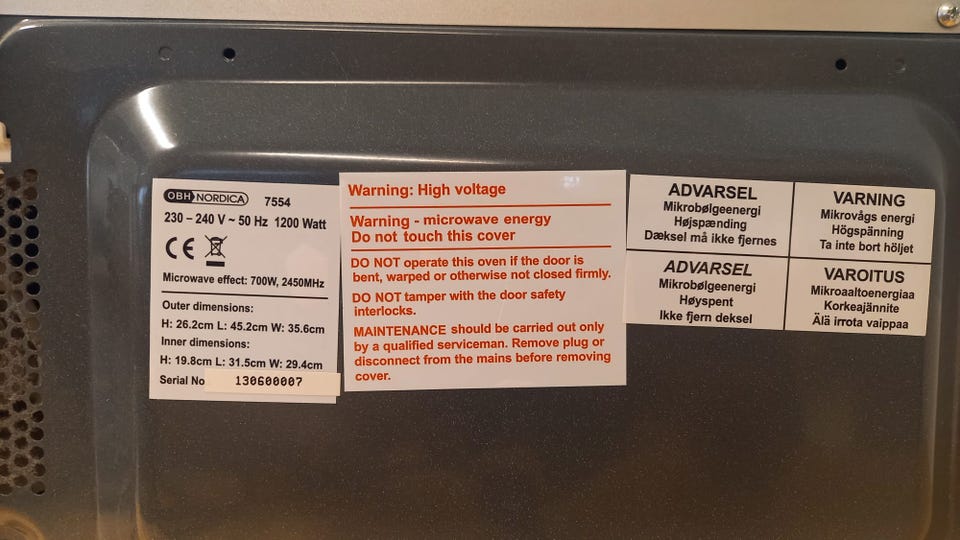 OBH NORDICA 7554
230 – 240 V ~ 50 Hz 1200 Watt
CE
Microwave effect: 700W, 2450MHz
Outer dimensions:
H: 26.2cm L: 45.2cm W: 35.6cm
Inner dimensions:
H: 19.8cm L: 31.5cm W: 29.4cm
Serial No 130600007
Warning: High voltage
Warning - microwave energy
Do not touch this cover
DO NOT operate this oven if the door is
bent, warped or otherwise not closed firmly.
DO NOT tamper with the door safety
interlocks.
MAINTENANCE should be carried out only
by a qualified serviceman. Remove plug or
disconnect from the mains before removing
cover.
ADVARSEL
Mikrobølgeenergi
Højspænding
Dæksel må ikke fjernes
VARNING
Mikrovågs energi
Högspänning
Ta inte bort höljet
ADVARSEL
Mikrobølgeenergi
Høyspent
Ikke fjern deksel
VAROITUS
Mikroaaltoenergiaa
Korkeajännite
Älä irrota vaippaa